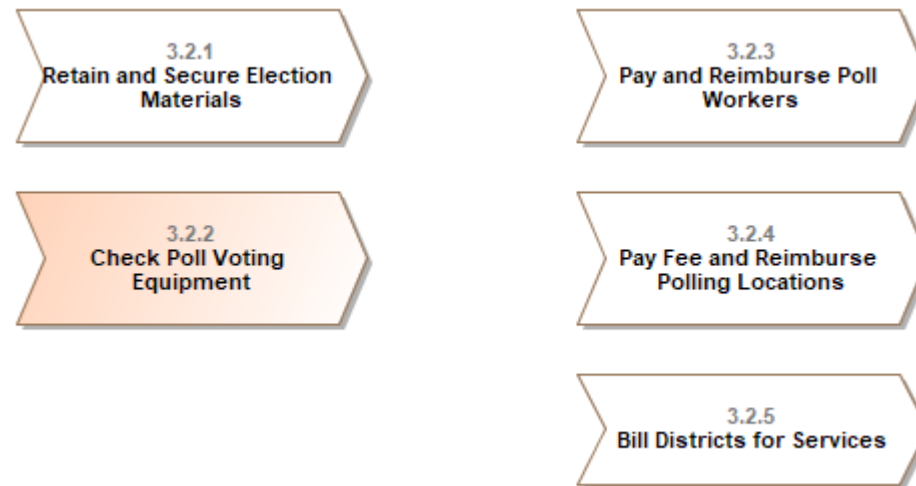 3.2.1
Retain and Secure Election
Materials
3.2.2
Check Poll Voting
Equipment
3.2.3
Pay and Reimburse Poll
Workers
3.2.4
Pay Fee and Reimburse
Polling Locations
3.2.5
Bill Districts for Services